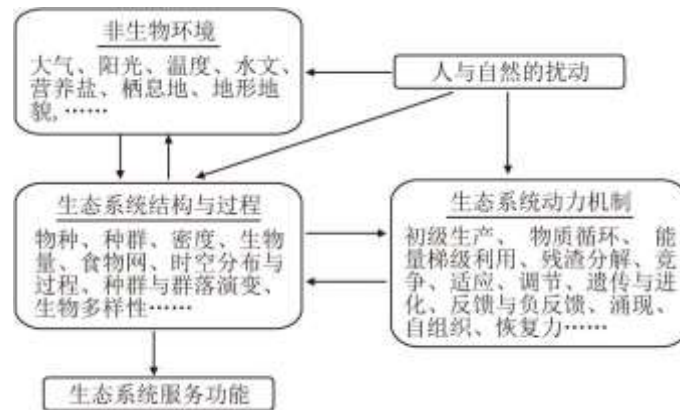 非生物环境
大气、阳光、温度、水文、
营养盐、栖息地、地形地
貌,……
人与自然的扰动
生态系统结构与过程
物种、种群、密度、生物
量、食物网、时空分布与
过程、种群与群落演变、
生物多样性……
生态系统动力机制
初级生产、 物质循环、 能
量梯级利用、残渣分解、竞
争、适应、调节、遗传与进
化、反馈与负反馈、涌现、
自组织、恢复力……
生态系统服务功能